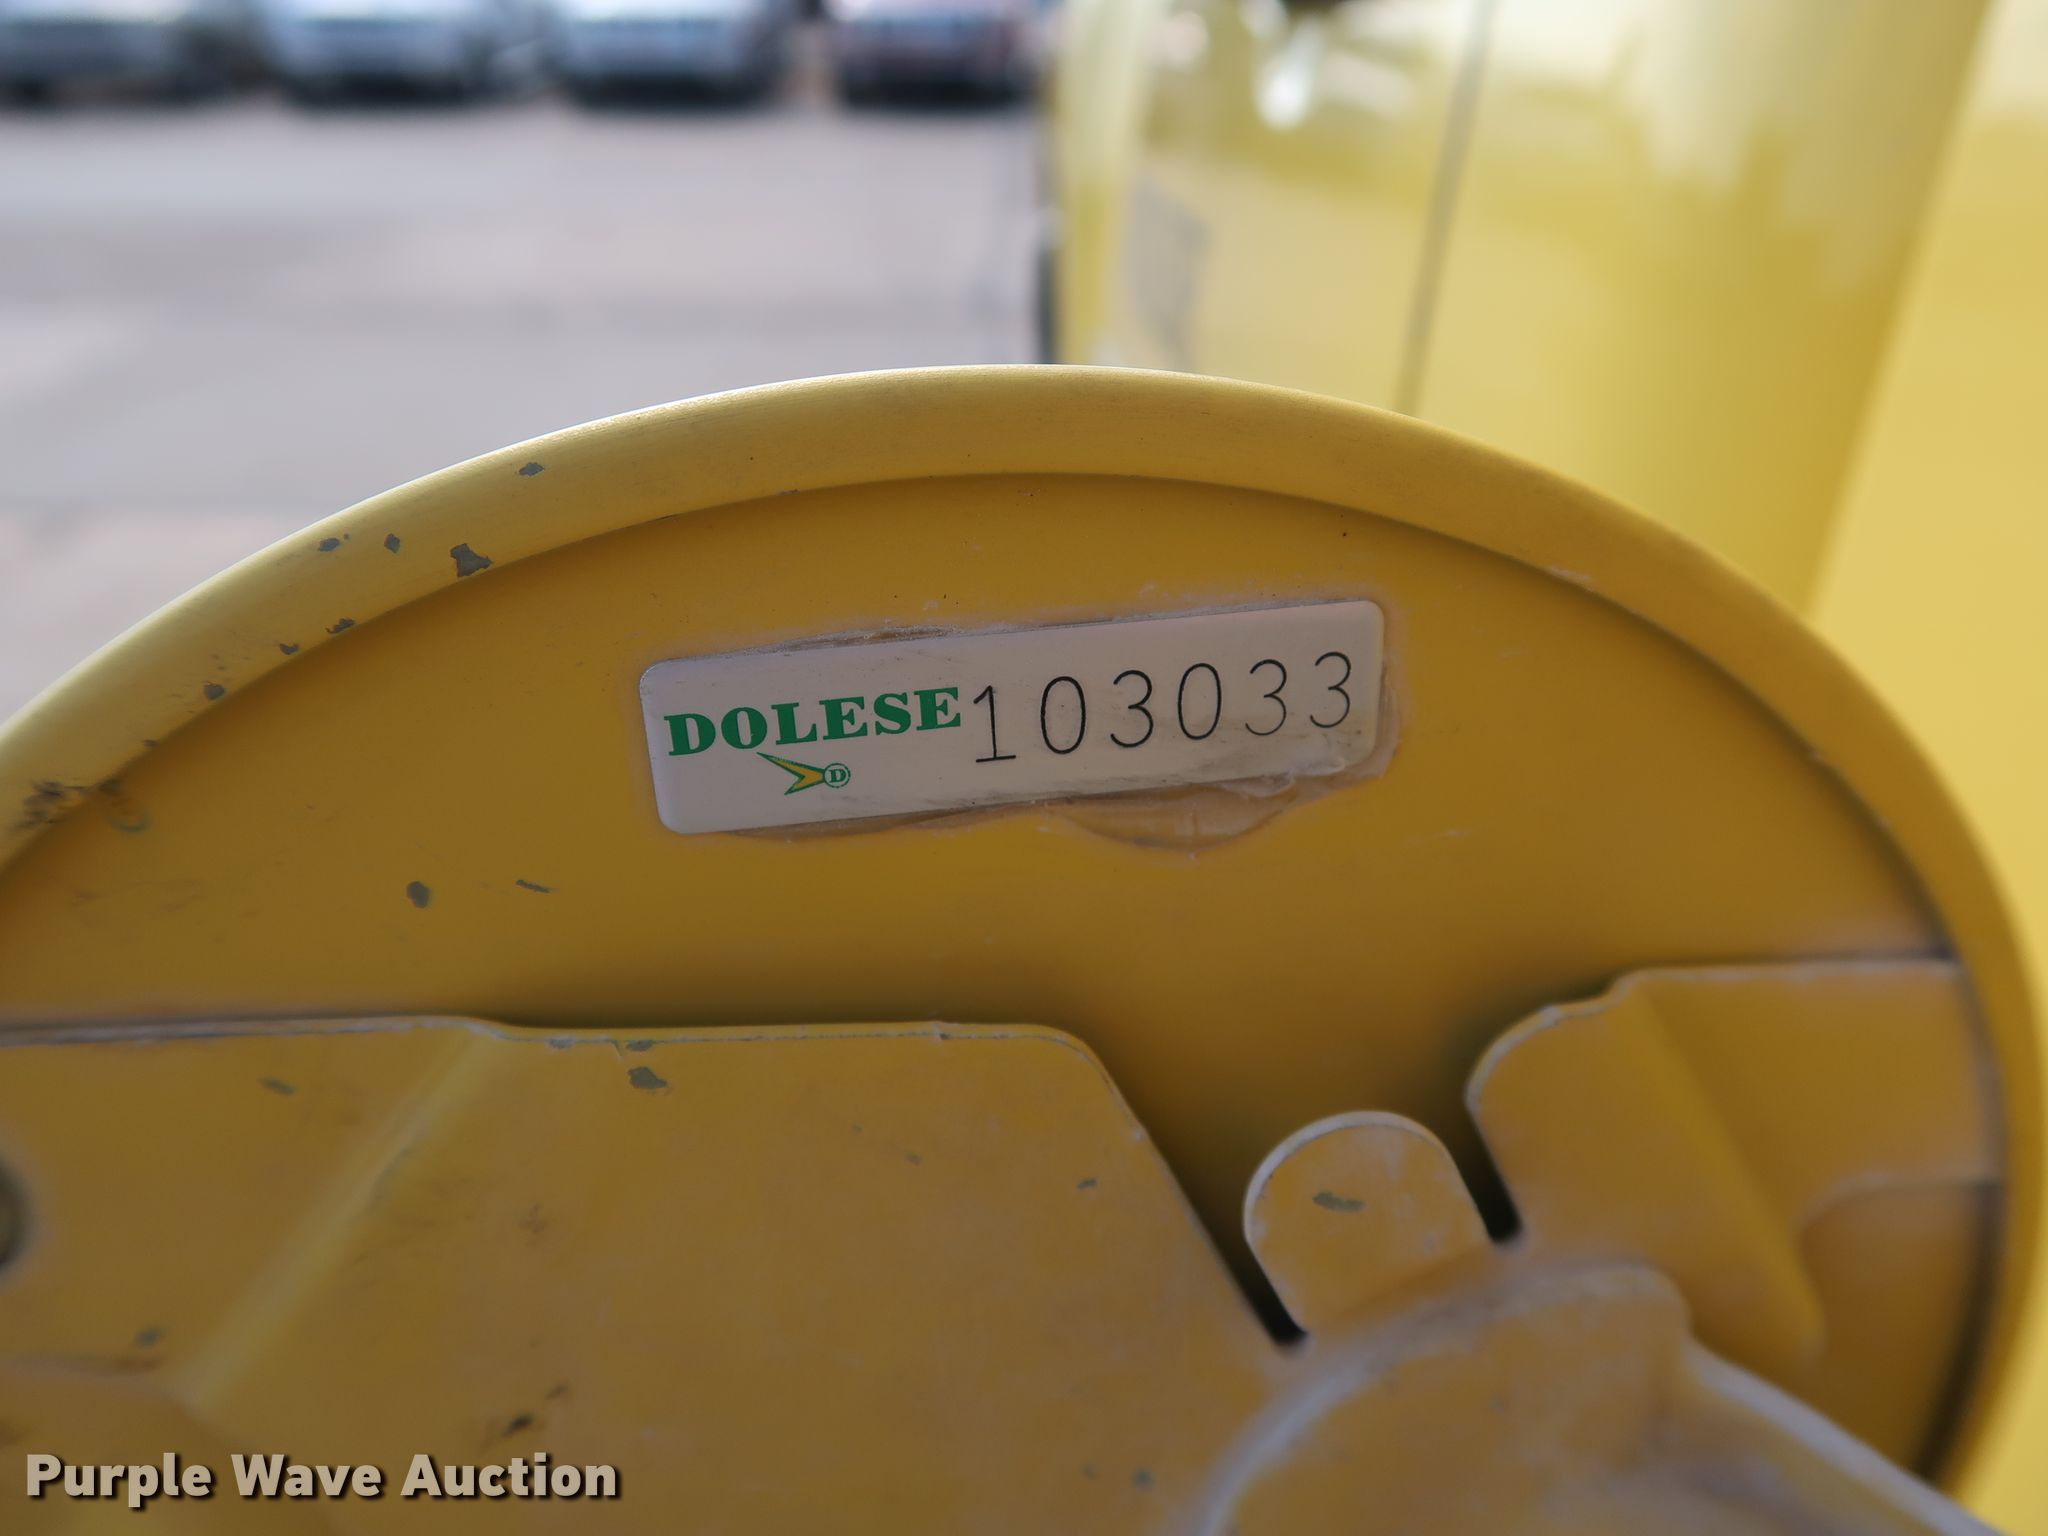 DOLESE 103033
D
Purple Wave Auction